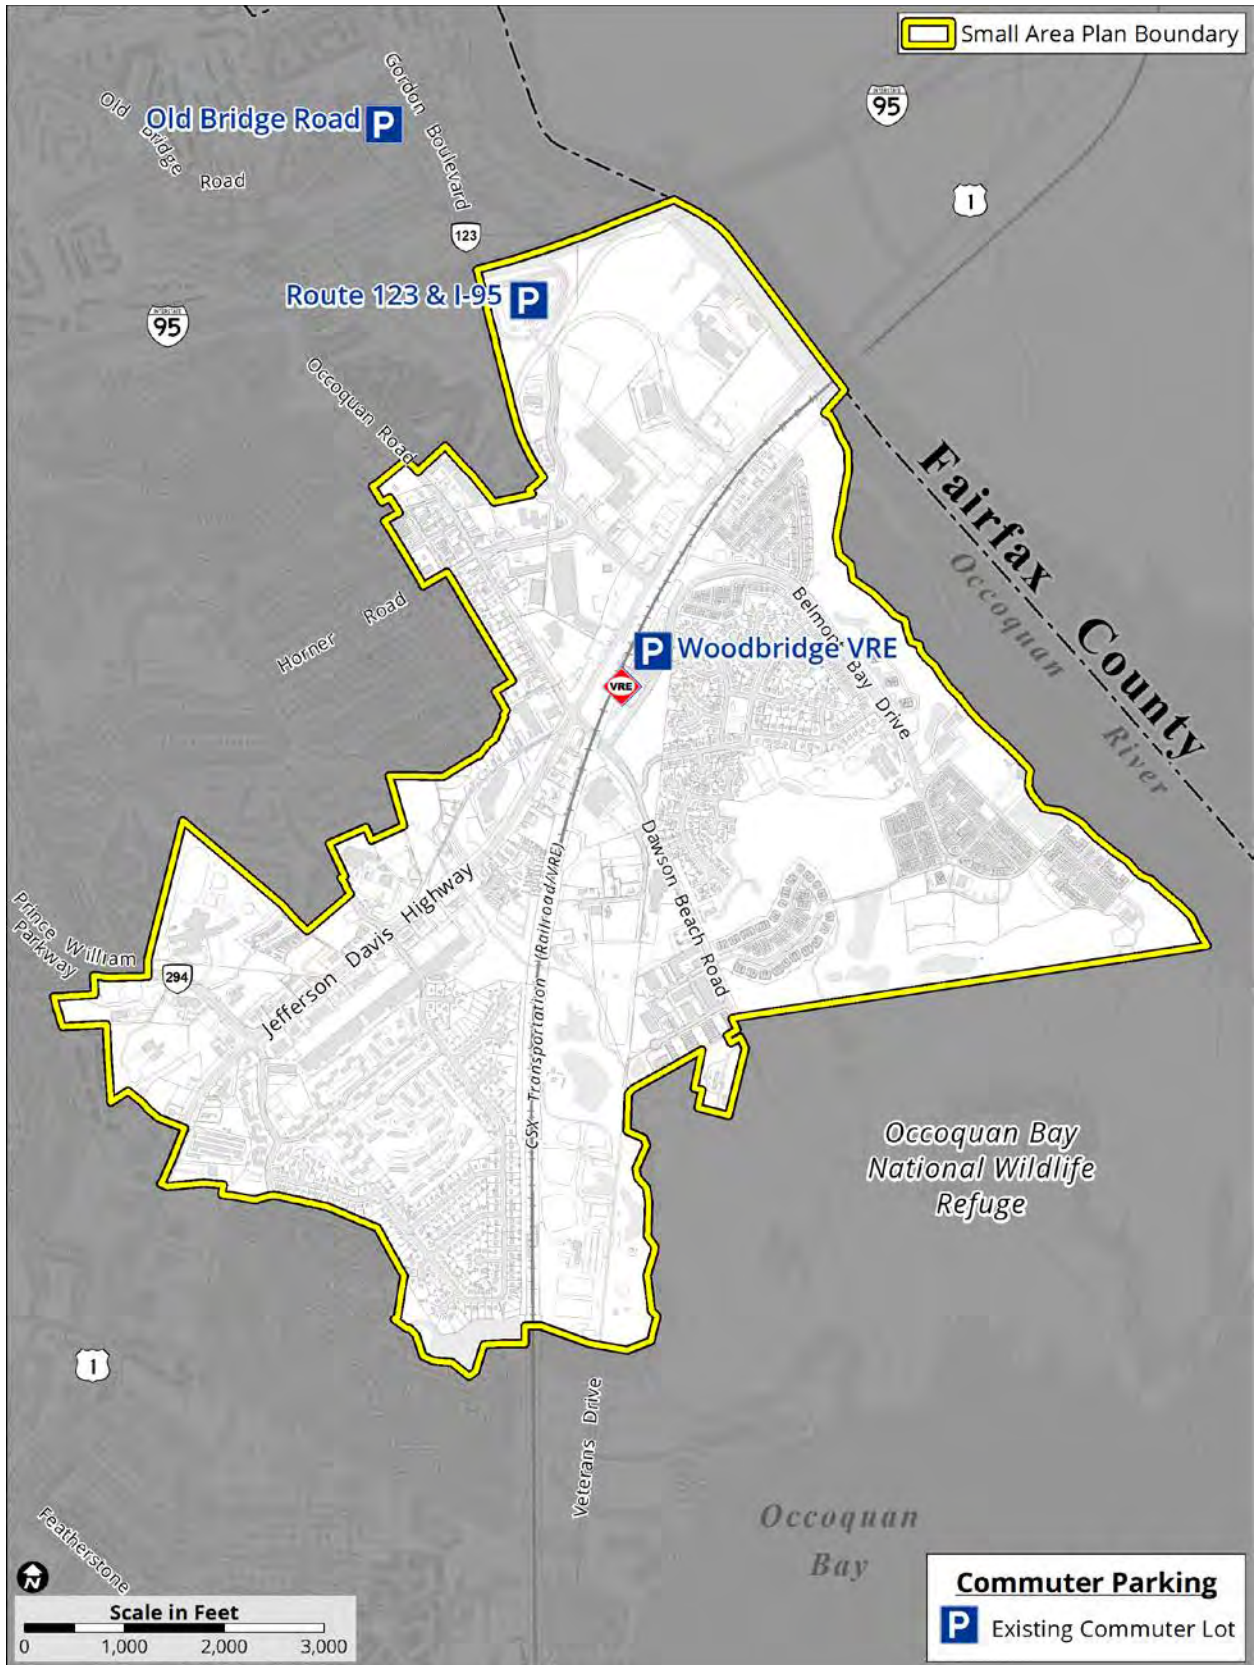 Small Area Plan Boundary
INTERSTATE
95
1
Gordon Boulevard
Old Bridge Road
P
Old Bridge Road
123
Route 123 & I-95
P
INTERSTATE
95
Occoquan Road
Fairfax County
Occoquan River
Horner Road
Belmont Bay Drive
P
Woodbridge VRE
VRE
Dawson Beach Road
Jefferson Davis Highway
CSX Transportation (Railroad/VRE)
Prince William
Parkway
294
Occoquan Bay
National Wildlife
Refuge
1
Veterans Drive
Featherstone
Occoquan
Bay
N
Scale in Feet
0 1,000 2,000 3,000
Commuter Parking
P Existing Commuter Lot